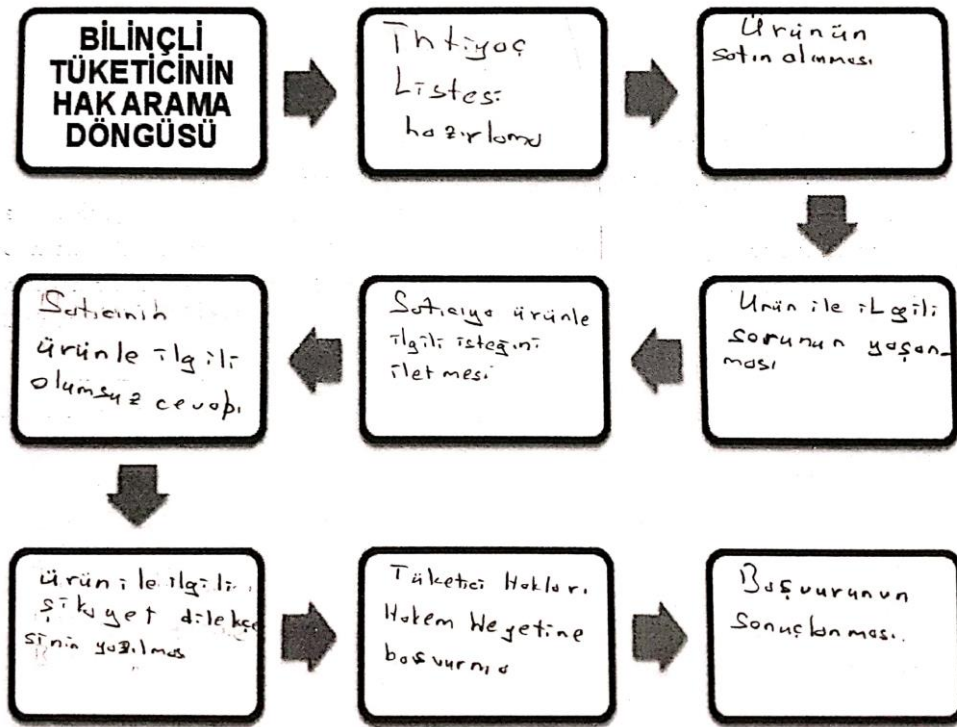 BİLİNÇLİ
TÜKETİCİNİN
HAK ARAMA
DÖNGÜSÜ
İhtiyaç
Listesi
hazırlama
Ürünün
satın alınması
Ürün ile iLgili
sorunun yaşan-
ması
Satıcıya ürünle
ilgili isteğini
iletmesi
Satıcının
ürünle ilgili
olumsuz cevabı
ürün ile ilgili
şikayet dilekçe
sinin yazılmas
Tüketici Hakları
Hakem Heyetine
başvurma
Başvurunun
sonuçlanması.